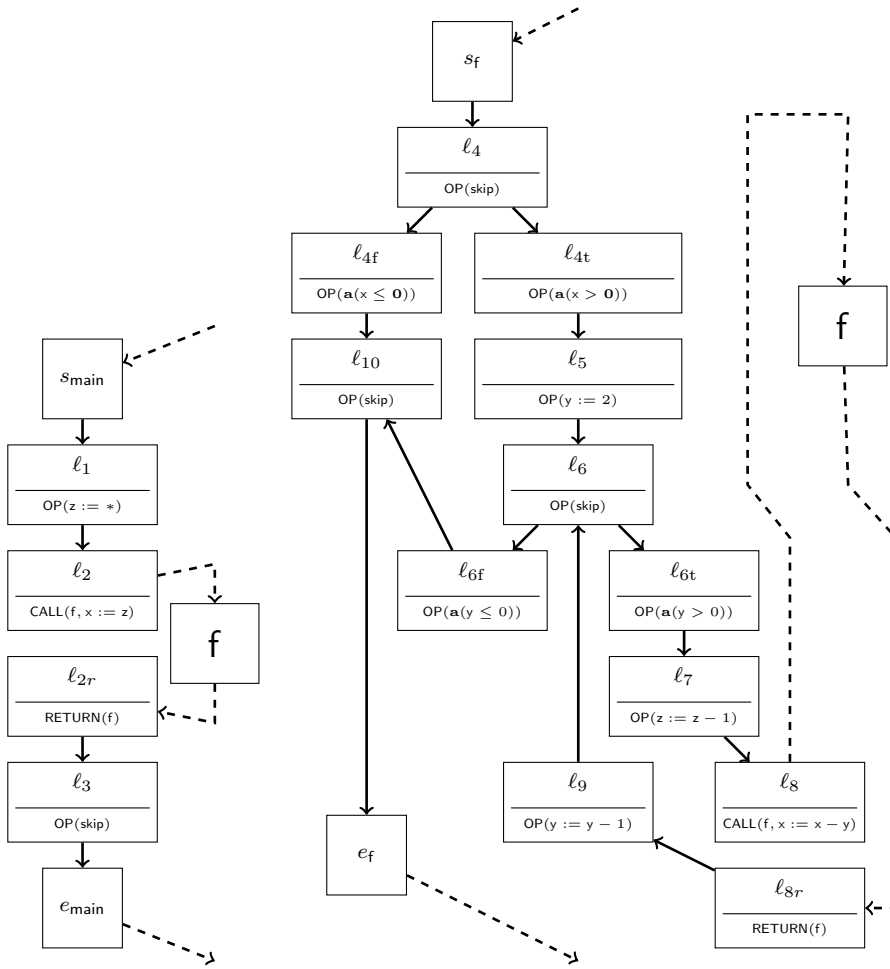 s_f
ℓ_4
OP(skip)
ℓ_4f
OP(a(x ≤ 0))
ℓ_4t
OP(a(x > 0))
ℓ_10
OP(skip)
ℓ_5
OP(y := 2)
ℓ_6
OP(skip)
ℓ_6f
OP(a(y ≤ 0))
ℓ_6t
OP(a(y > 0))
ℓ_7
OP(z := z − 1)
ℓ_9
OP(y := y − 1)
ℓ_8
CALL(f, x := x − y)
ℓ_8r
RETURN(f)
e_f
f
s_main
ℓ_1
OP(z := ∗)
ℓ_2
CALL(f, x := z)
f
ℓ_2r
RETURN(f)
ℓ_3
OP(skip)
e_main